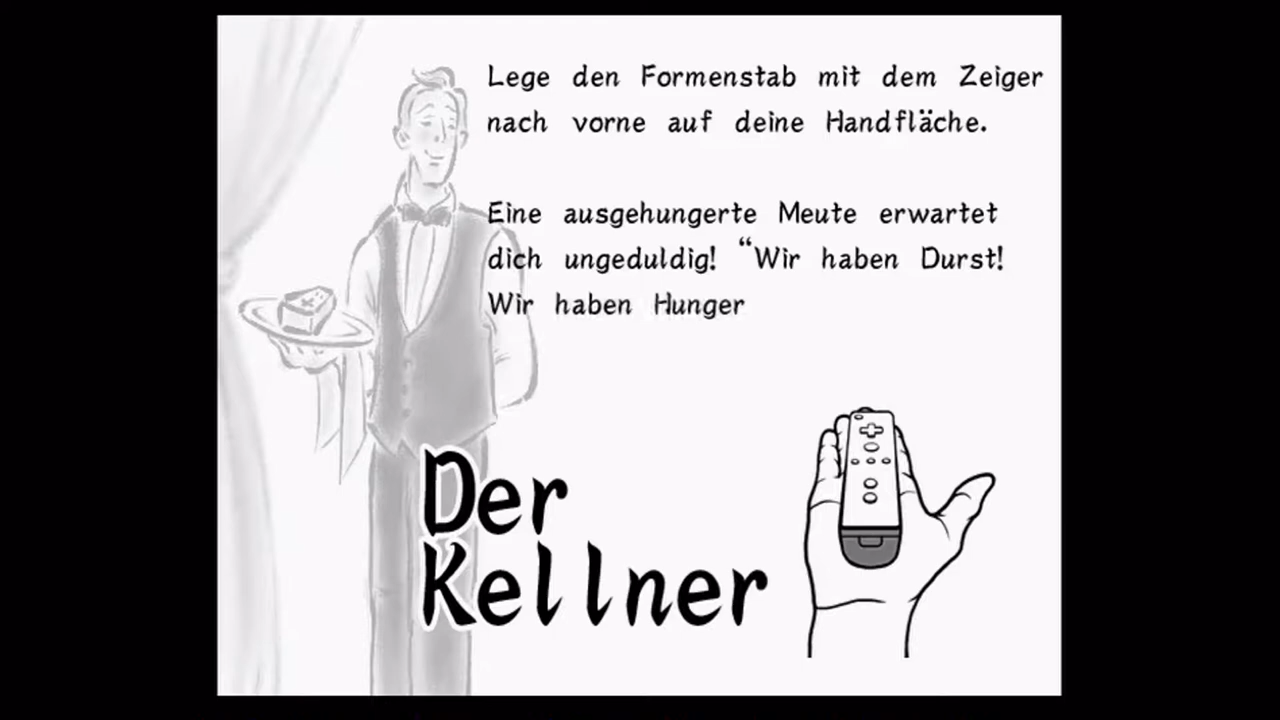 Lege den Formenstab mit dem Zeiger
nach vorne auf deine Handfläche.
Eine ausgehungerte Meute erwartet
dich ungeduldig! “Wir haben Durst!
Wir haben Hunger
Der
Kellner